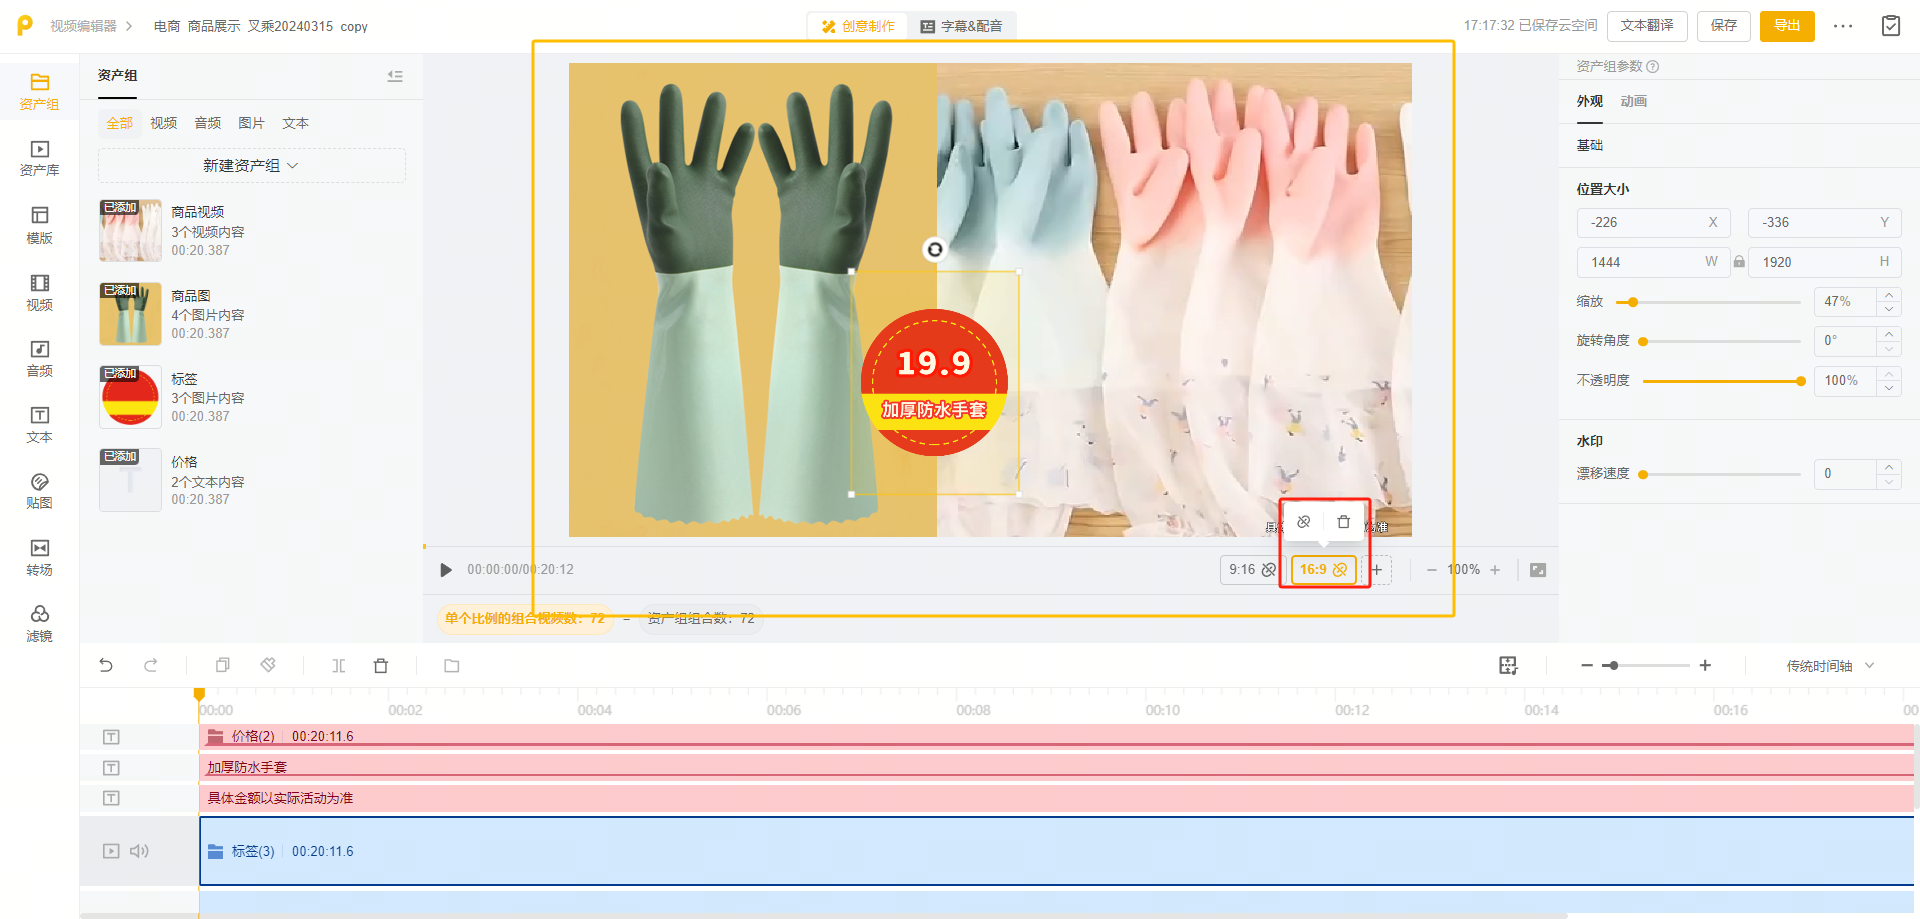 视频编辑器
电商 商品展示 叉乘20240315 copy
创意制作
字幕&配音
17:17:32 已保存云空间
文本翻译
保存
导出
资产组
资产库
模版
视频
音频
文本
贴图
转场
滤镜
资产组
全部 视频 音频 图片 文本
新建资产组
已添加
商品视频
3个视频内容
00:20.387
已添加
商品图
4个图片内容
00:20.387
已添加
标签
3个图片内容
00:20.387
已添加
价格
2个文本内容
00:20.387
19.9
加厚防水手套
00:00:00/00:20:12
9:16
16:9
100%
单个比例的组合视频数：72
=
资产组组合数：72
资产组参数
外观 动画
基础
位置大小
-226 X
-336 Y
1444 W
1920 H
缩放 47%
旋转角度 0°
不透明度 100%
水印
漂移速度 0
传统时间轴
00:00 00:02 00:04 00:06 00:08 00:10 00:12 00:14 00:16 00
价格(2) 00:20:11.6
加厚防水手套
具体金额以实际活动为准
标签(3) 00:20:11.6